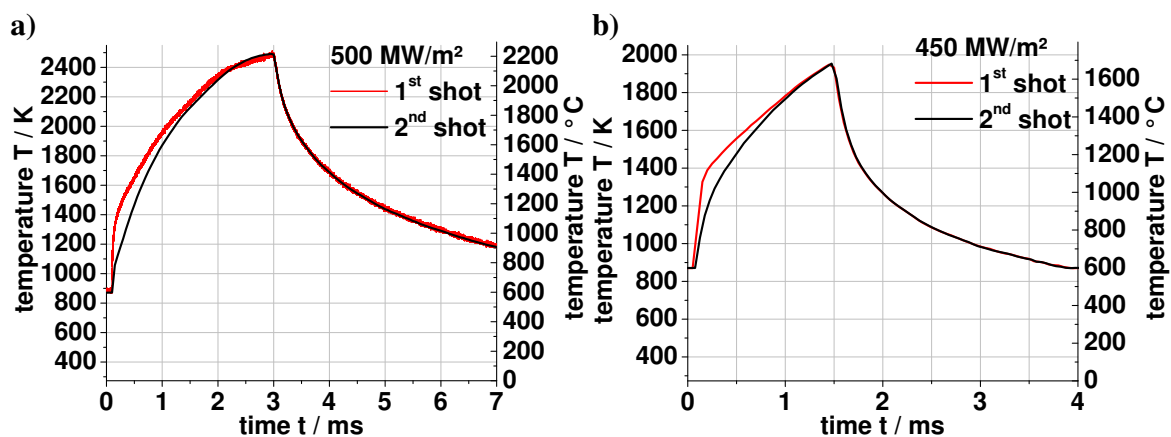 a)
500 MW/m²
1st shot
2nd shot
temperature T / K
2400
2200
2000
1800
1600
1400
1200
1000
800
600
400
temperature T / °C
2200
2000
1800
1600
1400
1200
1000
800
600
400
200
0
0 1 2 3 4 5 6 7
time t / ms
b)
450 MW/m²
1st shot
2nd shot
temperature T / K
2000
1800
1600
1400
1200
1000
800
600
400
temperature T / °C
1600
1400
1200
1000
800
600
400
200
0
0 1 2 3 4
time t / ms